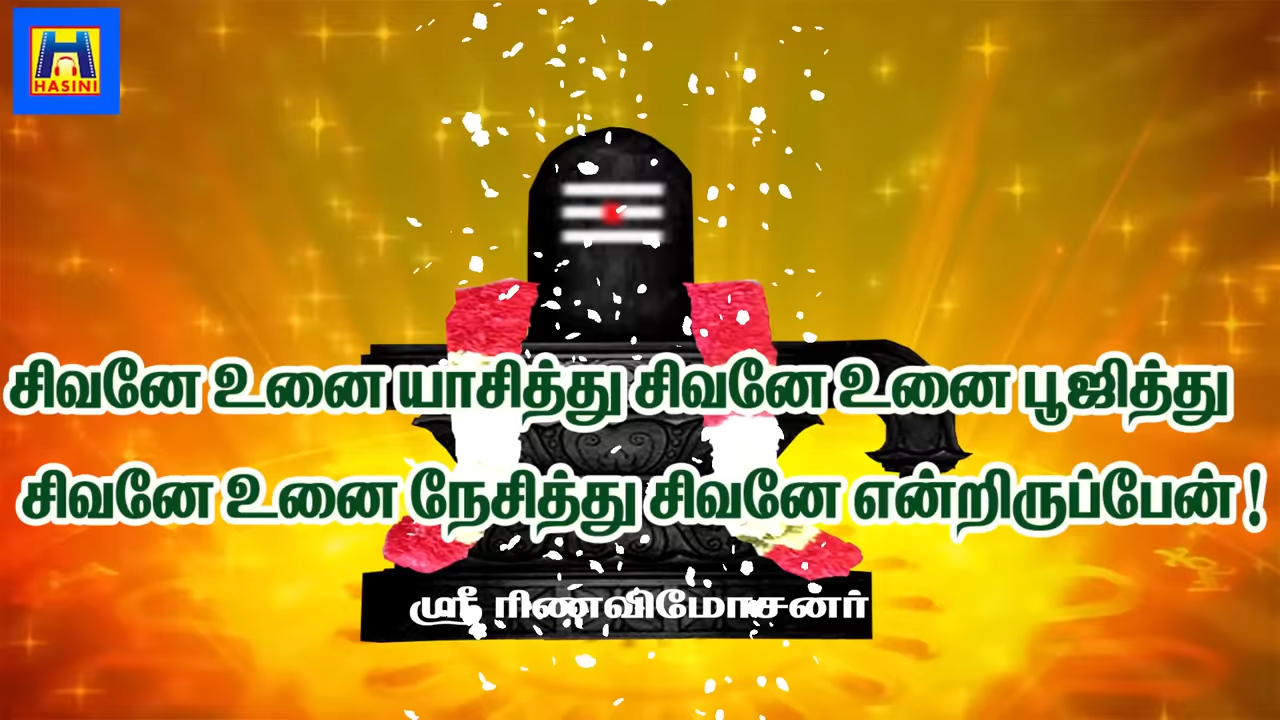 HASINI
சிவனே உனை யாசித்து சிவனே உனை பூஜித்து
சிவனே உனை நேசித்து சிவனே என்றிருப்பேன் !
ஸ்ரீ ரிணவிமோசனர்